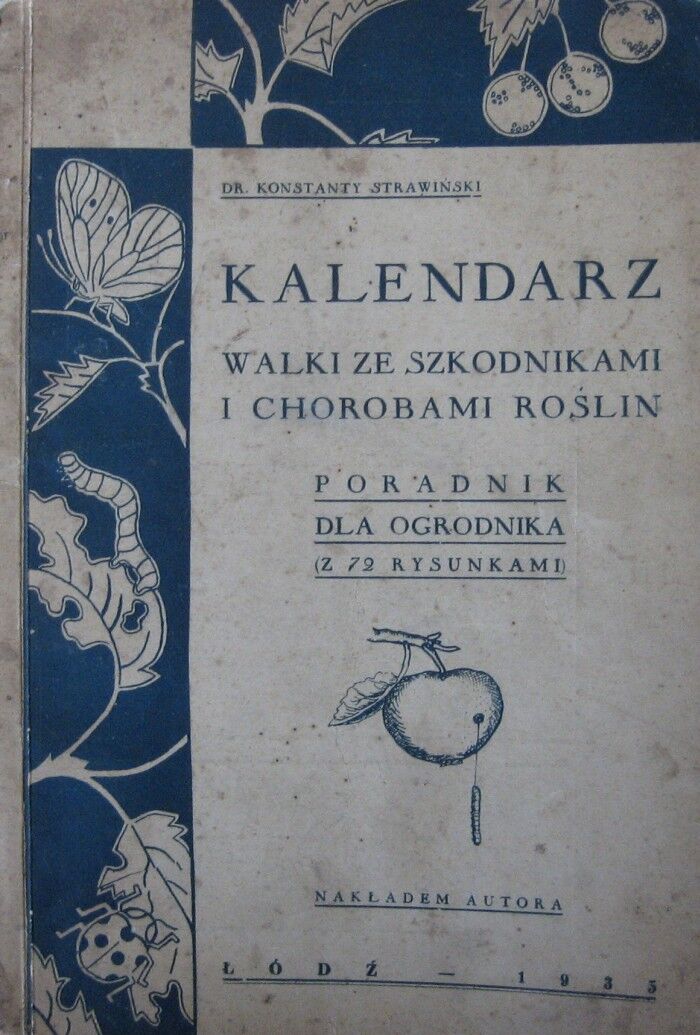 DR. KONSTANTY STRAWIŃSKI
KALENDARZ
WALKI ZE SZKODNIKAMI
I CHOROBAMI ROŚLIN
PORADNIK
DLA OGRODNIKA
(Z 72 RYSUNKAMI)
NAKŁADEM AUTORA
ŁÓDŹ — 1935